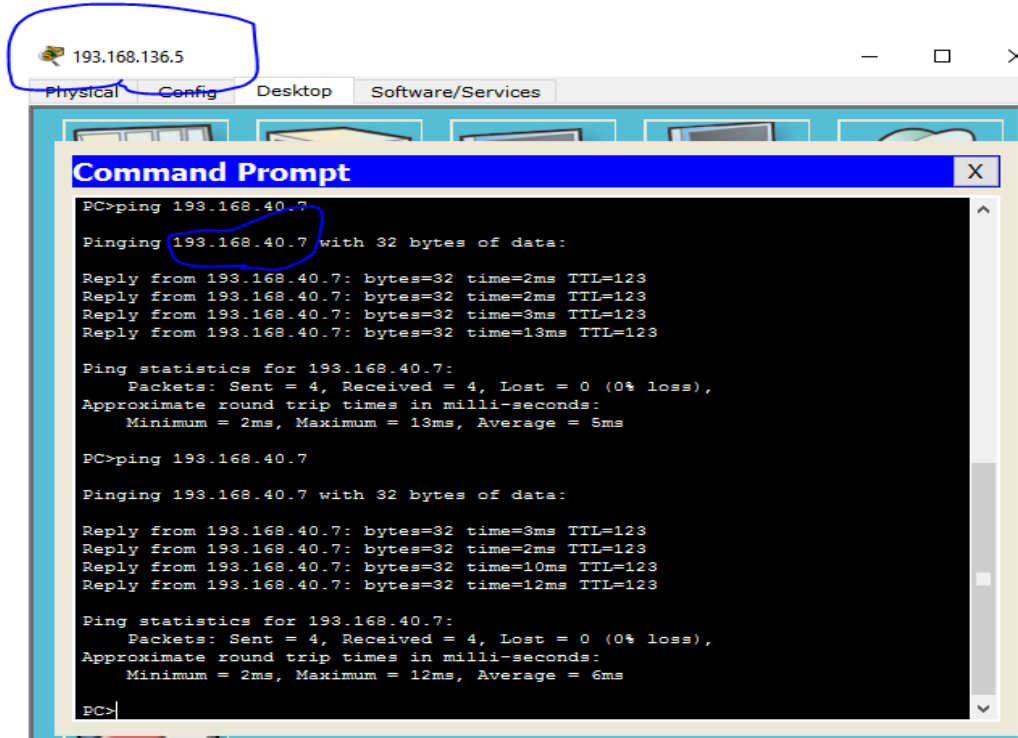 193.168.136.5
Physical Config Desktop Software/Services
Command Prompt X
PC>ping 193.168.40.7
Pinging 193.168.40.7 with 32 bytes of data:
Reply from 193.168.40.7: bytes=32 time=2ms TTL=123
Reply from 193.168.40.7: bytes=32 time=2ms TTL=123
Reply from 193.168.40.7: bytes=32 time=3ms TTL=123
Reply from 193.168.40.7: bytes=32 time=13ms TTL=123
Ping statistics for 193.168.40.7:
Packets: Sent = 4, Received = 4, Lost = 0 (0% loss),
Approximate round trip times in milli-seconds:
Minimum = 2ms, Maximum = 13ms, Average = 5ms
PC>ping 193.168.40.7
Pinging 193.168.40.7 with 32 bytes of data:
Reply from 193.168.40.7: bytes=32 time=3ms TTL=123
Reply from 193.168.40.7: bytes=32 time=2ms TTL=123
Reply from 193.168.40.7: bytes=32 time=10ms TTL=123
Reply from 193.168.40.7: bytes=32 time=12ms TTL=123
Ping statistics for 193.168.40.7:
Packets: Sent = 4, Received = 4, Lost = 0 (0% loss),
Approximate round trip times in milli-seconds:
Minimum = 2ms, Maximum = 12ms, Average = 6ms
PC>